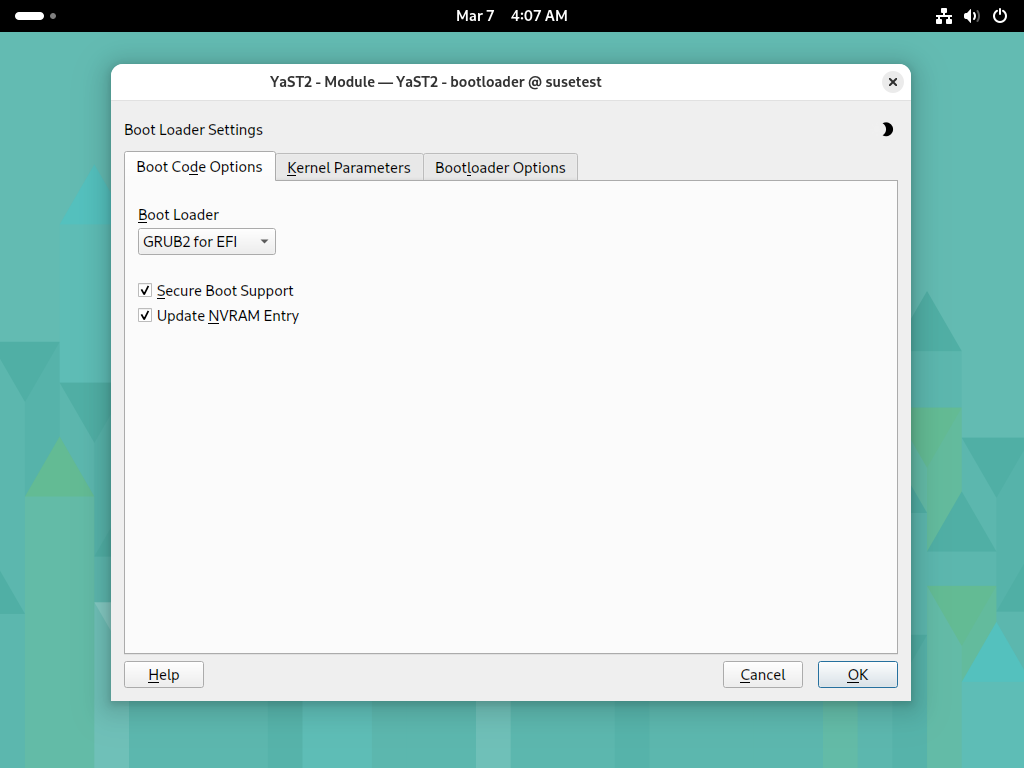 Mar 7 4:07 AM
YaST2 - Module — YaST2 - bootloader @ susetest
Boot Loader Settings
Boot Code Options Kernel Parameters Bootloader Options
Boot Loader
GRUB2 for EFI
Secure Boot Support
Update NVRAM Entry
Help Cancel OK